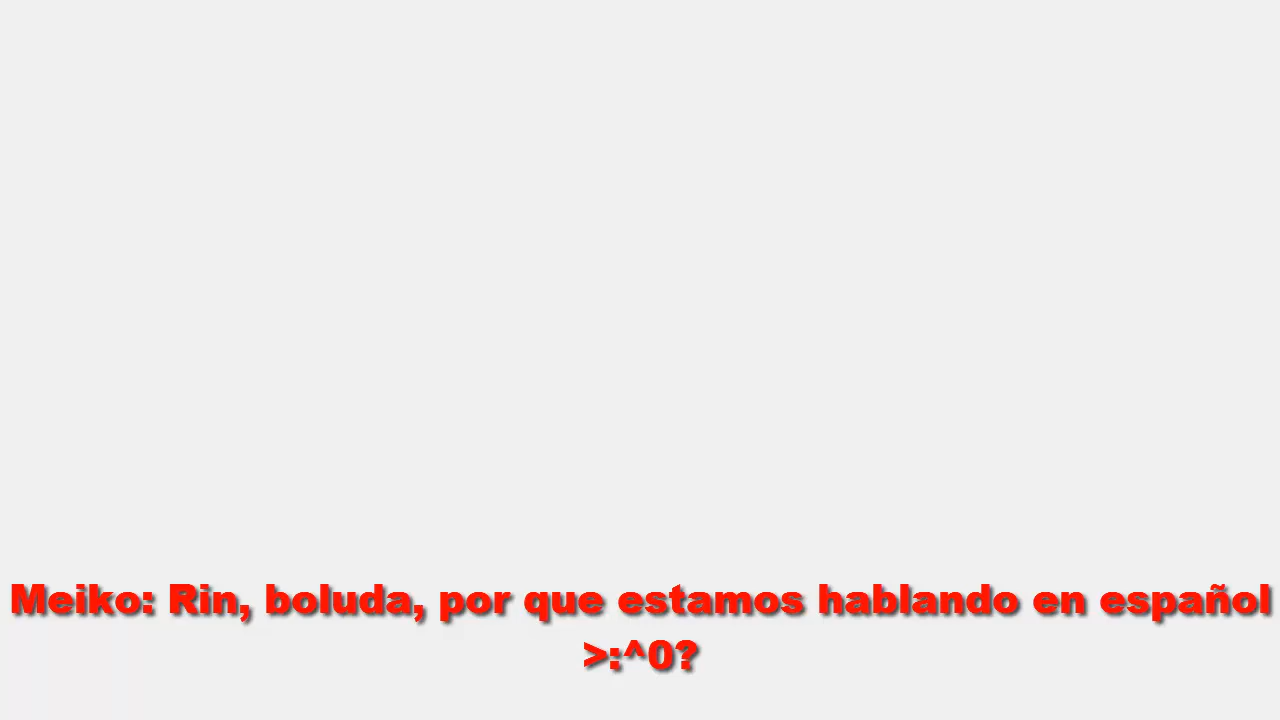 Meiko: Rin, boluda, por que estamos hablando en español
>:^0?